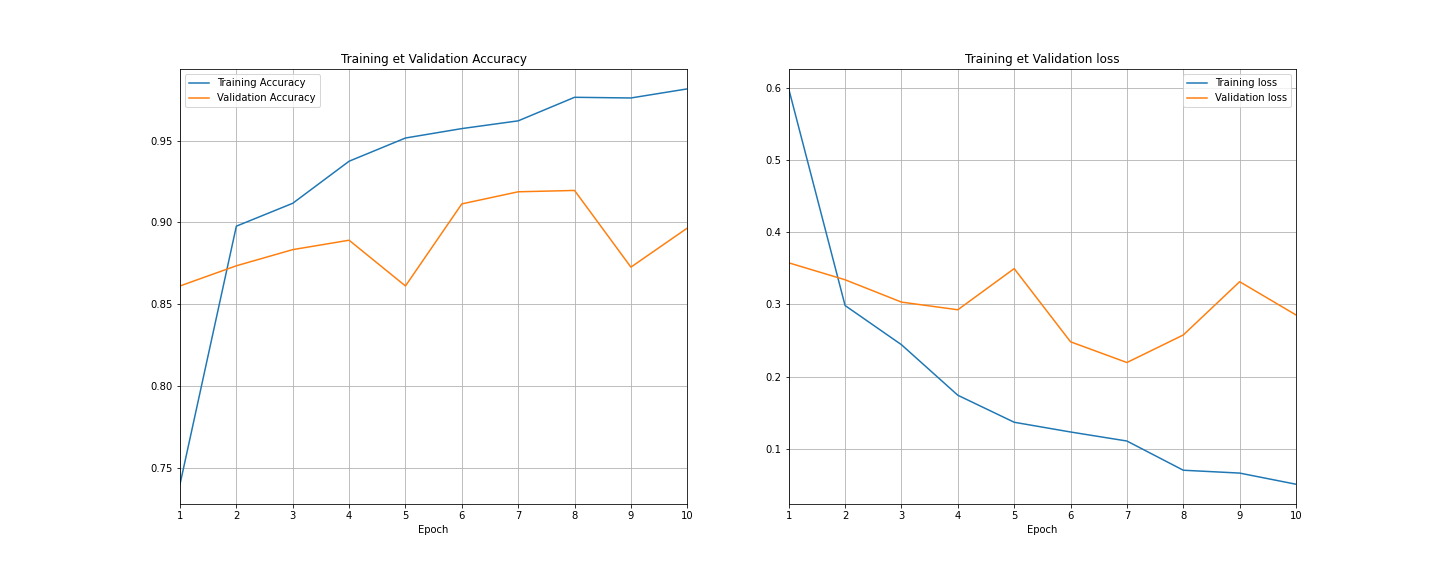 Training et Validation Accuracy
Training Accuracy
Validation Accuracy
0.95
0.90
0.85
0.80
0.75
1 2 3 4 5 6 7 8 9 10
Epoch
Training et Validation loss
Training loss
Validation loss
0.6
0.5
0.4
0.3
0.2
0.1
1 2 3 4 5 6 7 8 9 10
Epoch